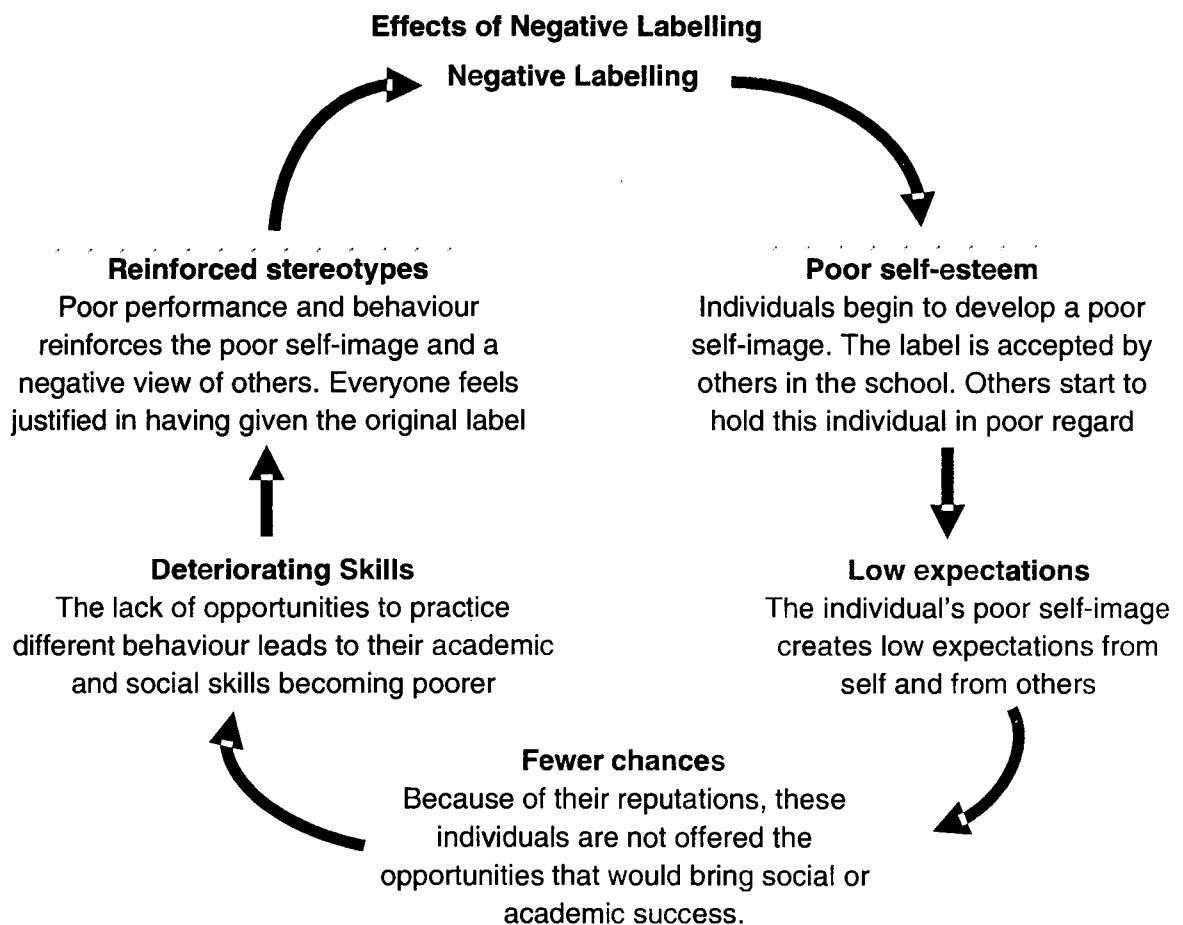 Effects of Negative Labelling
Negative Labelling
Poor self-esteem
Individuals begin to develop a poor
self-image. The label is accepted by
others in the school. Others start to
hold this individual in poor regard
Low expectations
The individual's poor self-image
creates low expectations from
self and from others
Fewer chances
Because of their reputations, these
individuals are not offered the
opportunities that would bring social or
academic success.
Deteriorating Skills
The lack of opportunities to practice
different behaviour leads to their academic
and social skills becoming poorer
Reinforced stereotypes
Poor performance and behaviour
reinforces the poor self-image and a
negative view of others. Everyone feels
justified in having given the original label